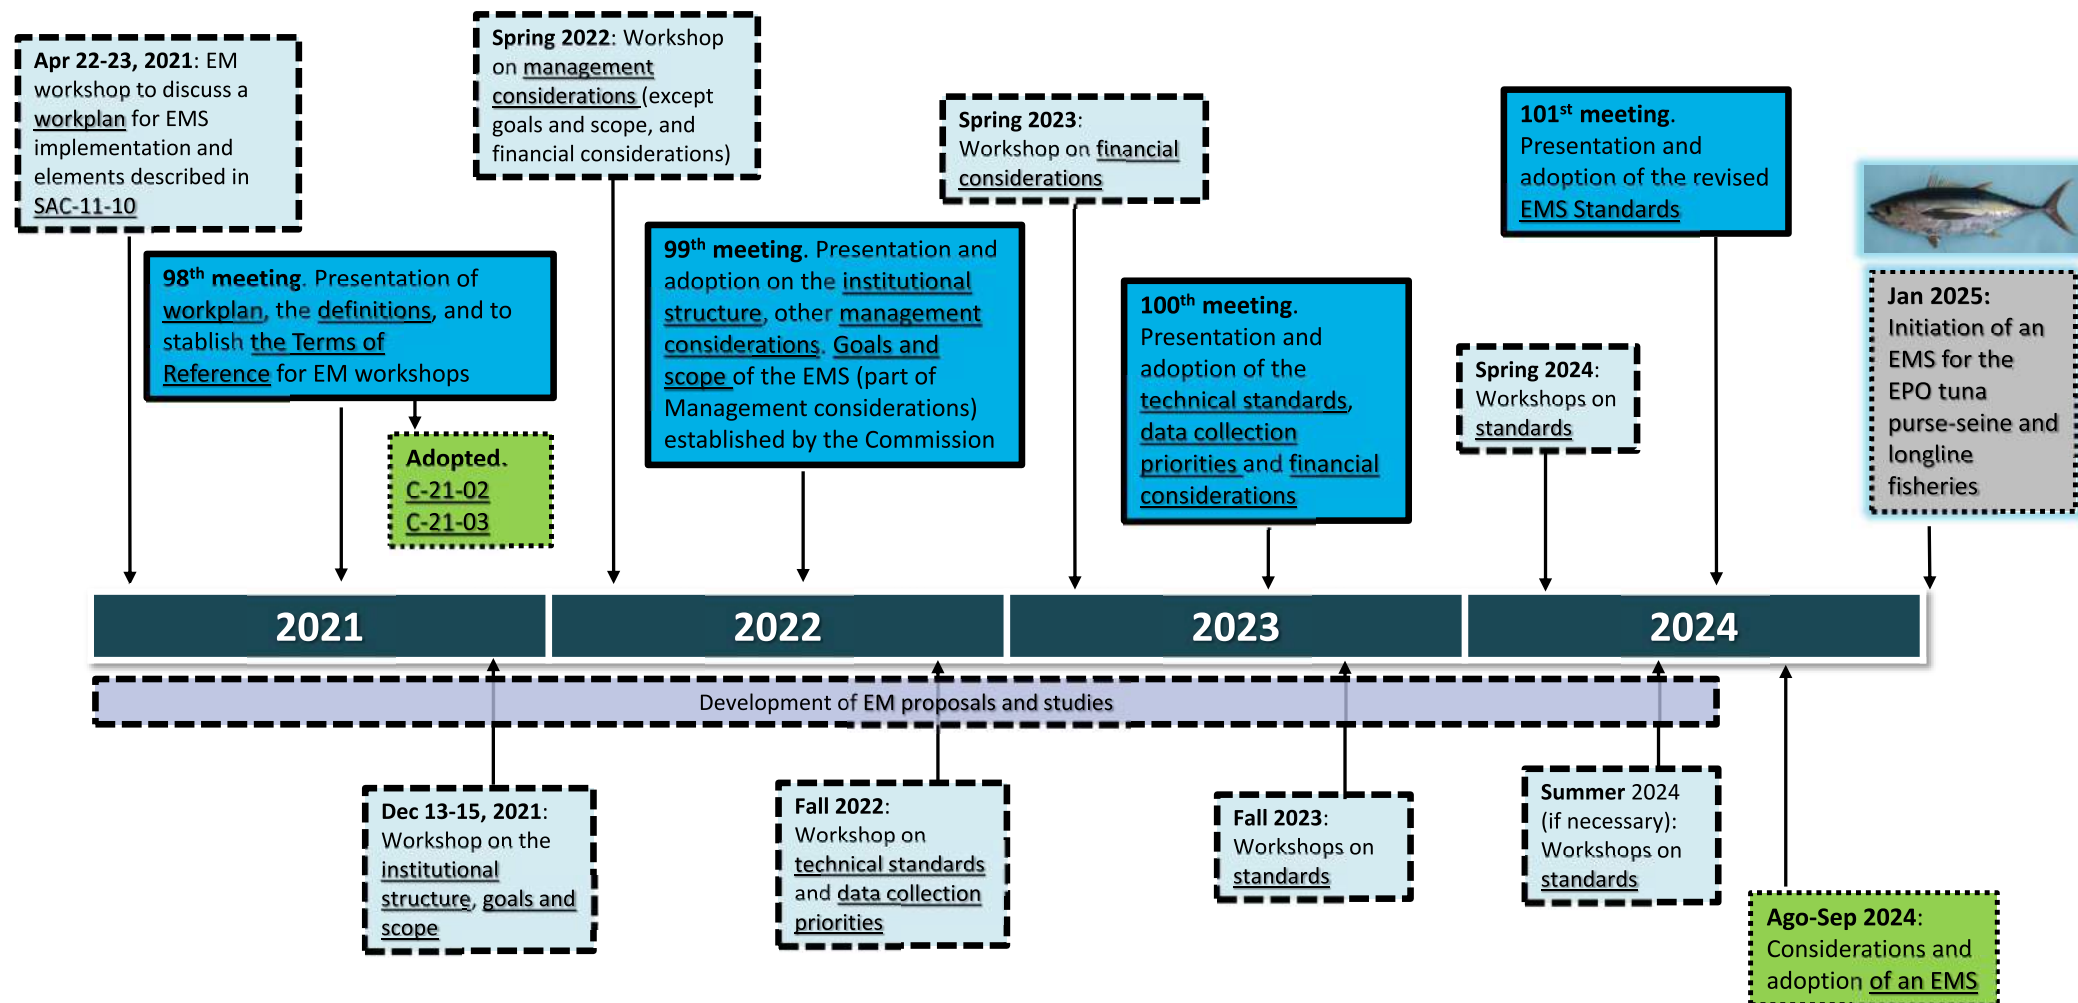 Apr 22-23, 2021: EM
workshop to discuss a
workplan for EMS
implementation and
elements described in
SAC-11-10
98th meeting. Presentation of
workplan, the definitions, and to
stablish the Terms of
Reference for EM workshops
Adopted.
C-21-02
C-21-03
Spring 2022: Workshop
on management
considerations (except
goals and scope, and
financial considerations)
99th meeting. Presentation and
adoption on the institutional
structure, other management
considerations. Goals and
scope of the EMS (part of
Management considerations)
established by the Commission
Spring 2023:
Workshop on financial
considerations
100th meeting.
Presentation and
adoption of the
technical standards,
data collection
priorities and financial
considerations
101st meeting.
Presentation and
adoption of the revised
EMS Standards
Spring 2024:
Workshops on
standards
Jan 2025:
Initiation of an
EMS for the
EPO tuna
purse-seine and
longline
fisheries
2021
2022
2023
2024
Development of EM proposals and studies
Dec 13-15, 2021:
Workshop on the
institutional
structure, goals and
scope
Fall 2022:
Workshop on
technical standards
and data collection
priorities
Fall 2023:
Workshops on
standards
Summer 2024
(if necessary):
Workshops on
standards
Ago-Sep 2024:
Considerations and
adoption of an EMS